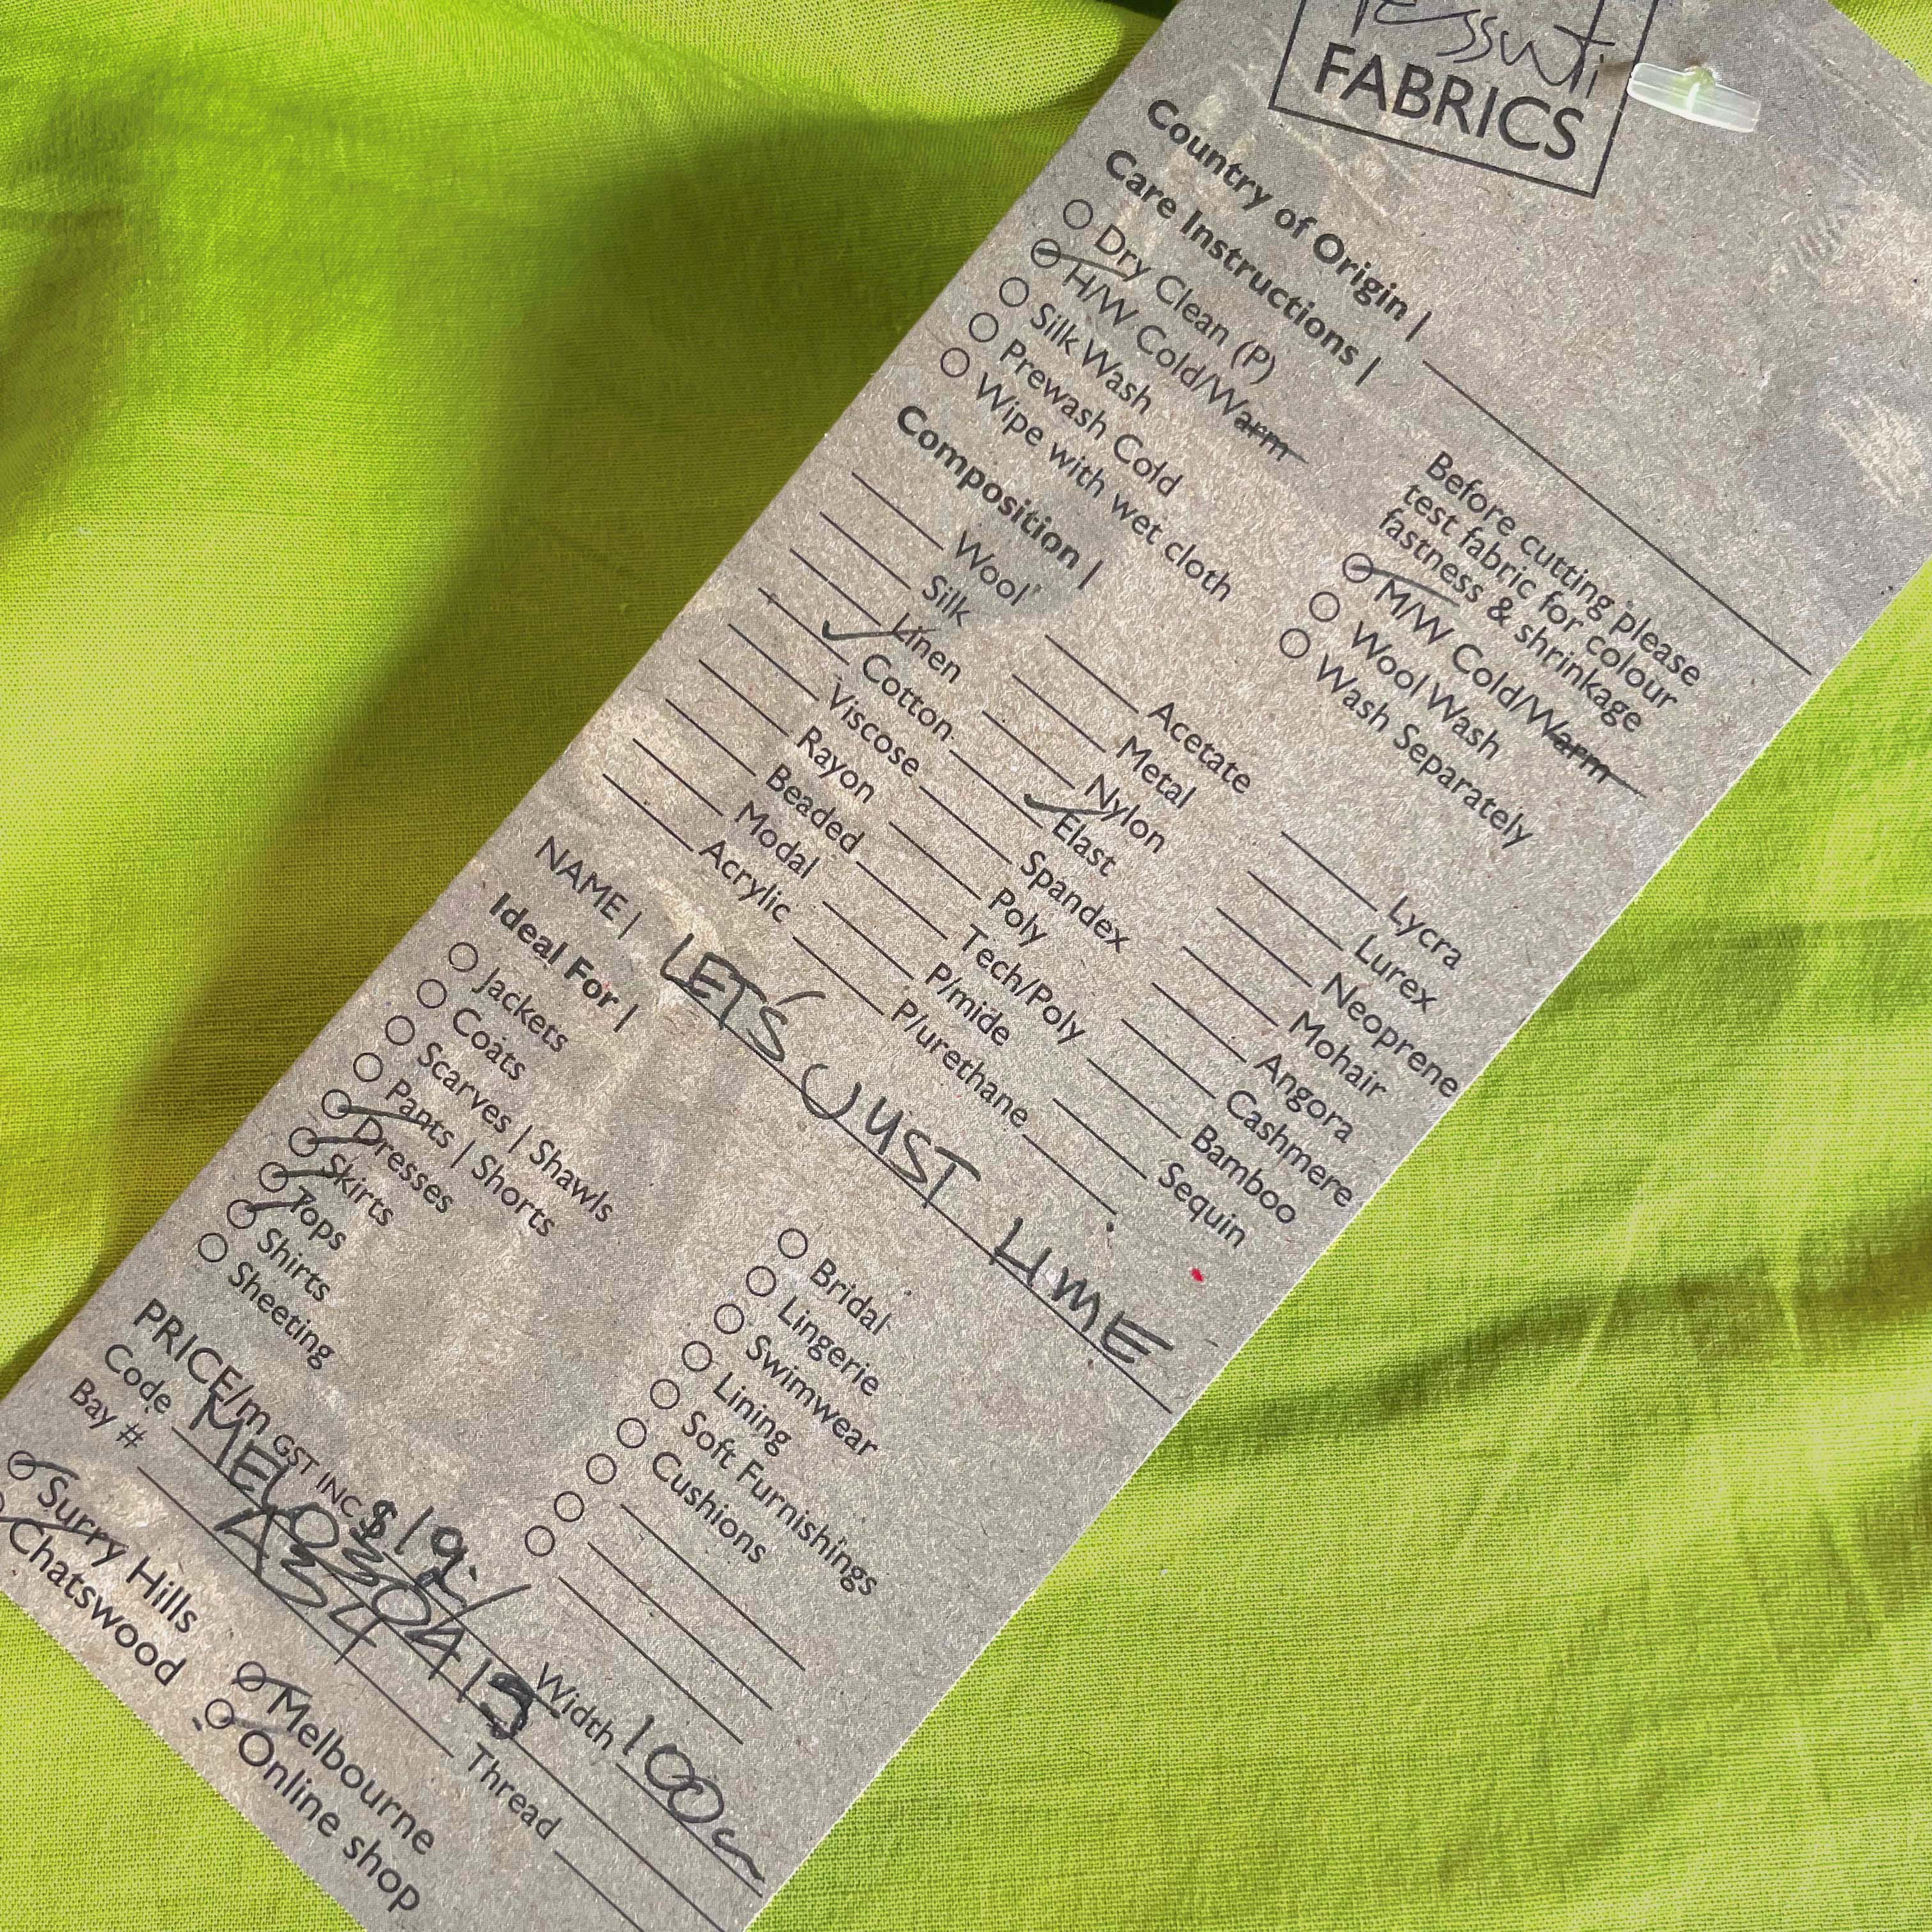 Tessuti
FABRICS
Country of Origin |
Care Instructions |
Dry Clean (P)
H/W Cold/Warm
Silk Wash
Prewash Cold
Wipe with wet cloth
Before cutting please
test fabric for colour
fastness & shrinkage
M/W Cold/Warm
Wool Wash
Wash Separately
Composition |
Wool
Silk
Linen
Cotton
Viscose
Rayon
Beaded
Modal
Acrylic
Acetate
Metal
Nylon
Elast
Spandex
Poly
Tech/Poly
P/mide
P/urethane
Lycra
Lurex
Neoprene
Mohair
Angora
Cashmere
Bamboo
Sequin
NAME | LET'S JUST LIME
Ideal For |
Jackets
Coats
Scarves | Shawls
Pants | Shorts
Dresses
Skirts
Tops
Shirts
Sheeting
Bridal
Lingerie
Swimwear
Lining
Soft Furnishings
Cushions
PRICE/m GST INC $19.
Width 100cm
Code MEL0330413
Bay # A34
Thread
Surry Hills
Chatswood
Melbourne
Online shop